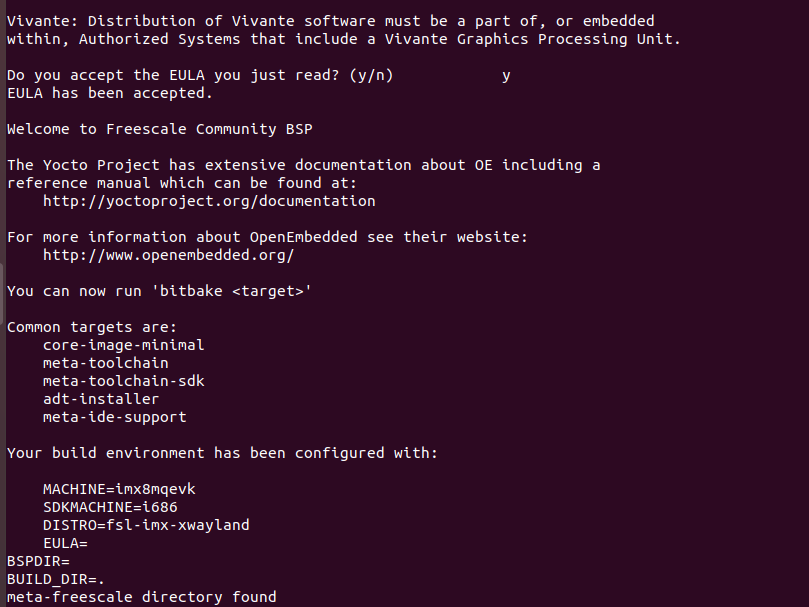 Vivante: Distribution of Vivante software must be a part of, or embedded
within, Authorized Systems that include a Vivante Graphics Processing Unit.
Do you accept the EULA you just read? (y/n) y
EULA has been accepted.
Welcome to Freescale Community BSP
The Yocto Project has extensive documentation about OE including a
reference manual which can be found at:
http://yoctoproject.org/documentation
For more information about OpenEmbedded see their website:
http://www.openembedded.org/
You can now run 'bitbake <target>'
Common targets are:
core-image-minimal
meta-toolchain
meta-toolchain-sdk
adt-installer
meta-ide-support
Your build environment has been configured with:
MACHINE=imx8mqevk
SDKMACHINE=i686
DISTRO=fsl-imx-xwayland
EULA=
BSPDIR=
BUILD_DIR=.
meta-freescale directory found